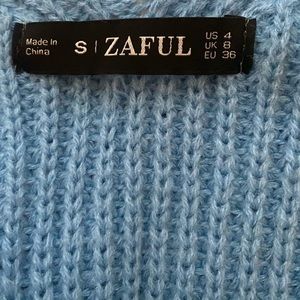 Made In
China
S | ZAFUL
US 4
UK 8
EU 36